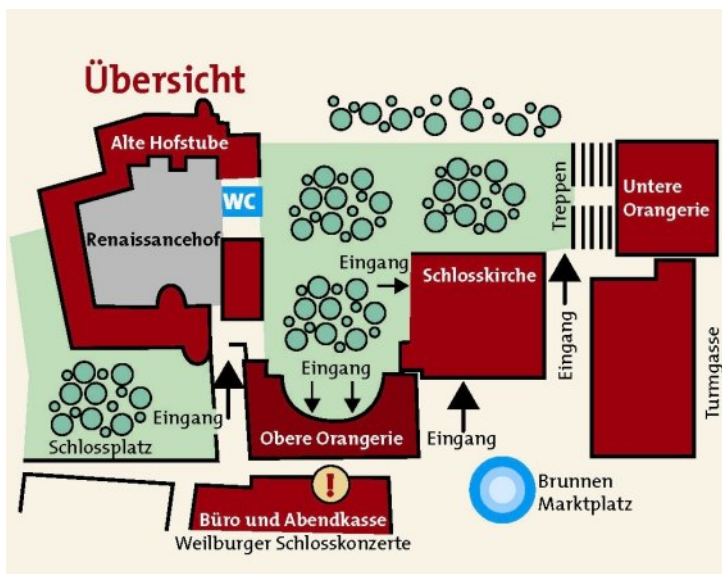 Übersicht
Alte Hofstube
WC
Renaissancehof
Treppen
Untere
Orangerie
Eingang
Schlosskirche
Eingang
Eingang
Turmgasse
Eingang
Schlossplatz
Obere Orangerie
Eingang
!
Büro und Abendkasse
Weilburger Schlosskonzerte
Brunnen
Marktplatz